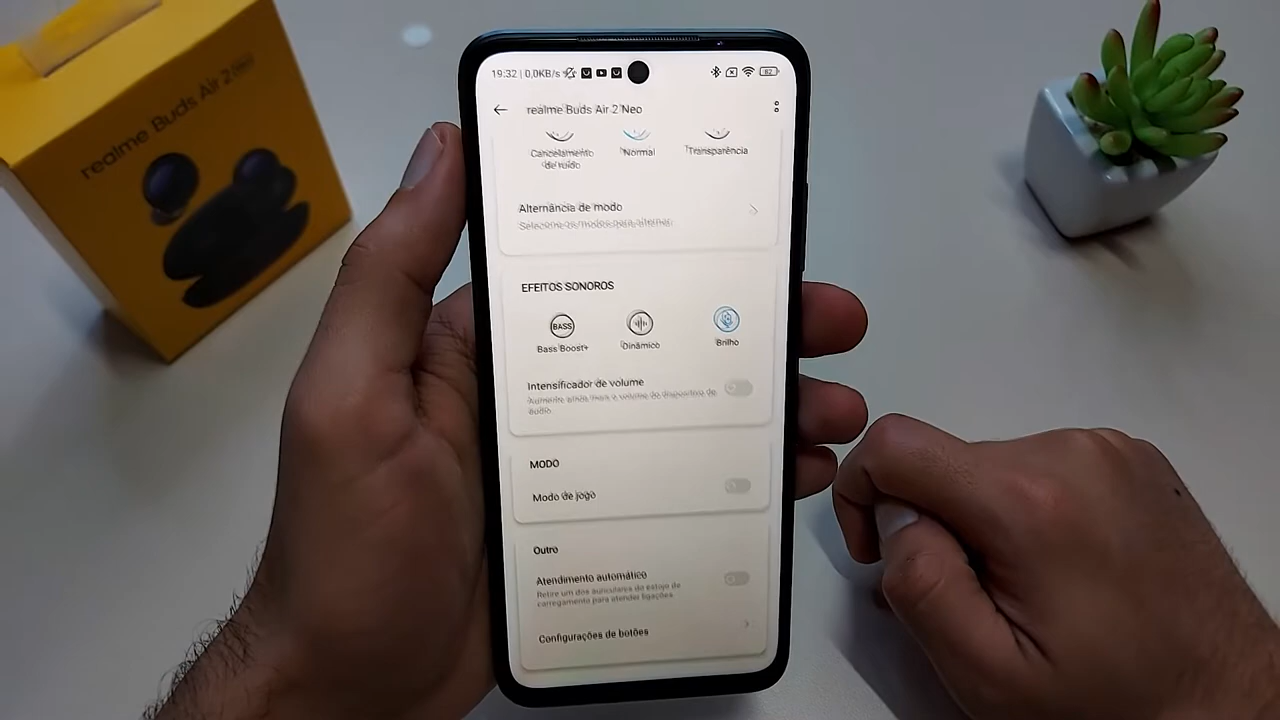 realme Buds Air 2 Neo
19:32 | 0,0KB/s
82
realme Buds Air 2 Neo
Cancelamento
de ruído
Normal
Transparência
Alternância de modo
Selecione os modos para alternar
EFEITOS SONOROS
BASS
Bass Boost+
Dinâmico
Brilho
Intensificador de volume
Aumente ainda mais o volume do dispositivo de
áudio.
MODO
Modo de jogo
Outro
Atendimento automático
Retire um dos auriculares do estojo de
carregamento para atender ligações
Configurações de botões